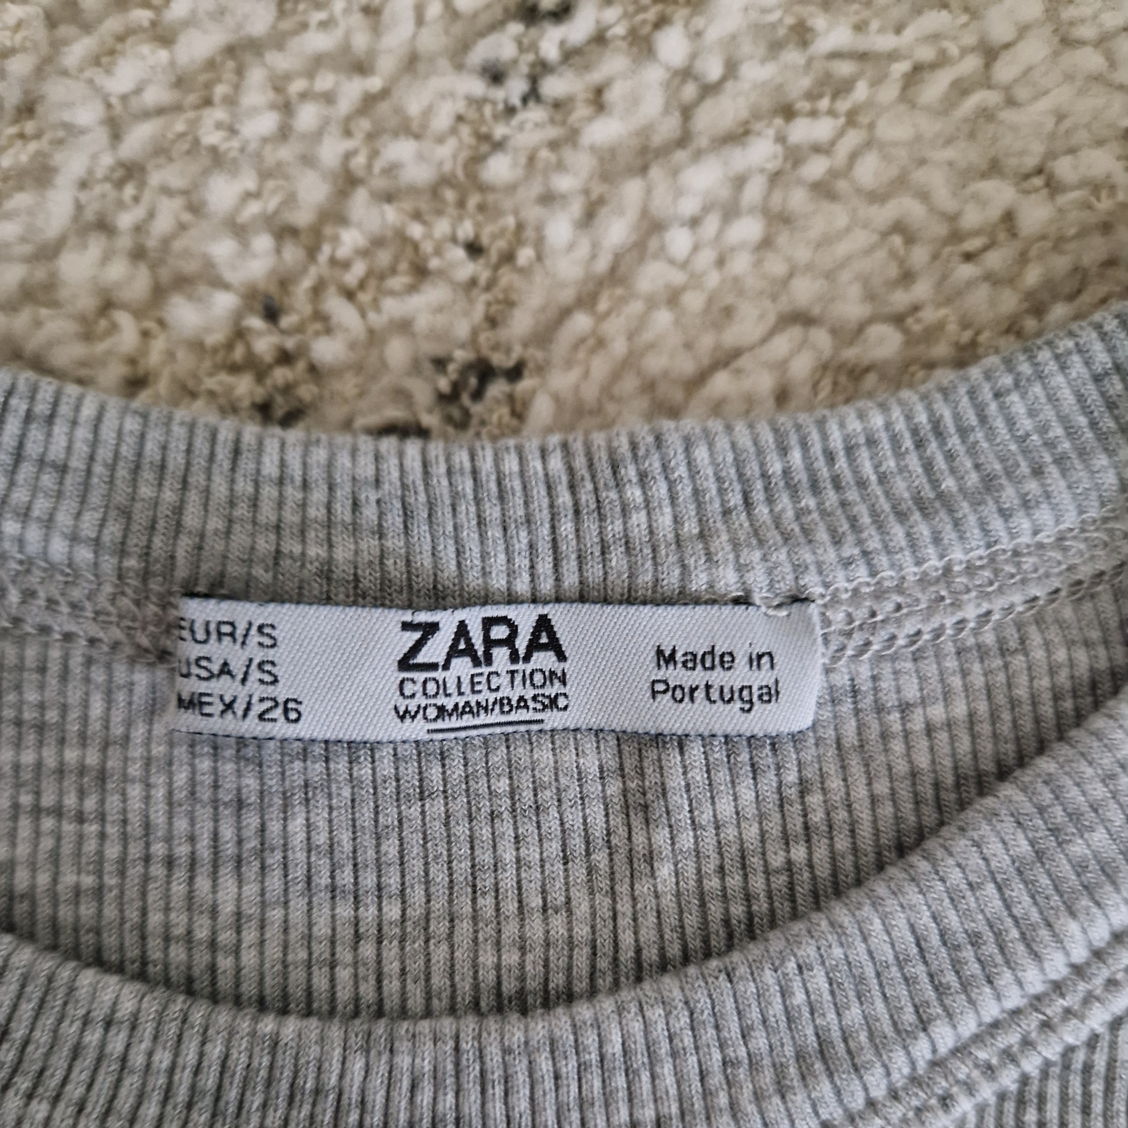 EUR/S
USA/S
MEX/26
ZARA
COLLECTION
WOMAN/BASIC
Made in
Portugal